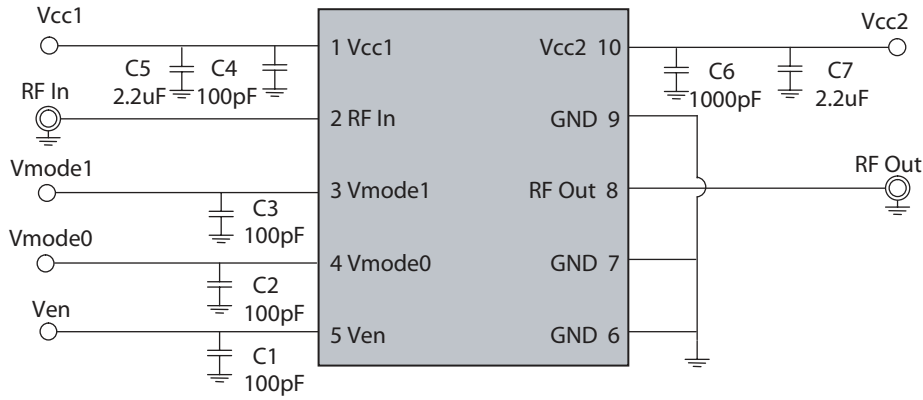 Vcc1
Vcc2
1 Vcc1
Vcc2 10
C5
2.2uF
C4
100pF
C6
1000pF
C7
2.2uF
RF In
2 RF In
GND 9
Vmode1
RF Out
3 Vmode1
RF Out 8
C3
100pF
Vmode0
4 Vmode0
GND 7
C2
100pF
Ven
5 Ven
GND 6
C1
100pF